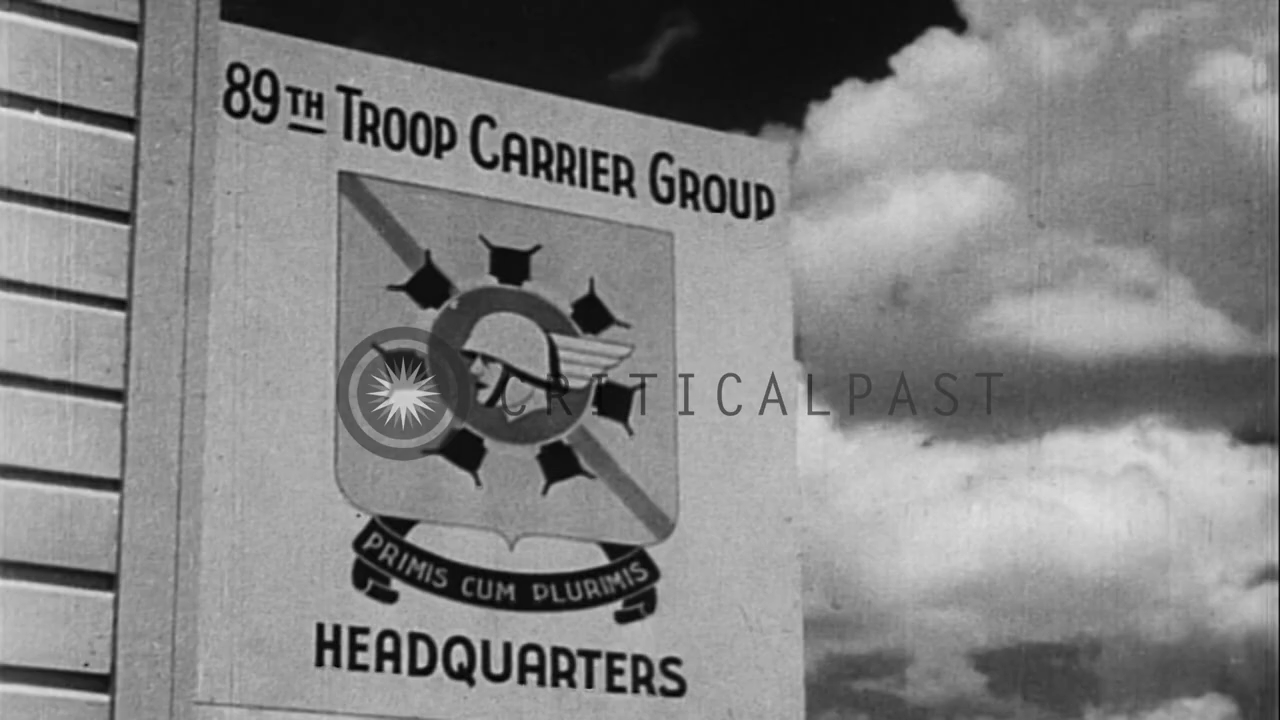 89TH TROOP CARRIER GROUP
CRITICALPAST
PRIMIS CUM PLURIMIS
HEADQUARTERS